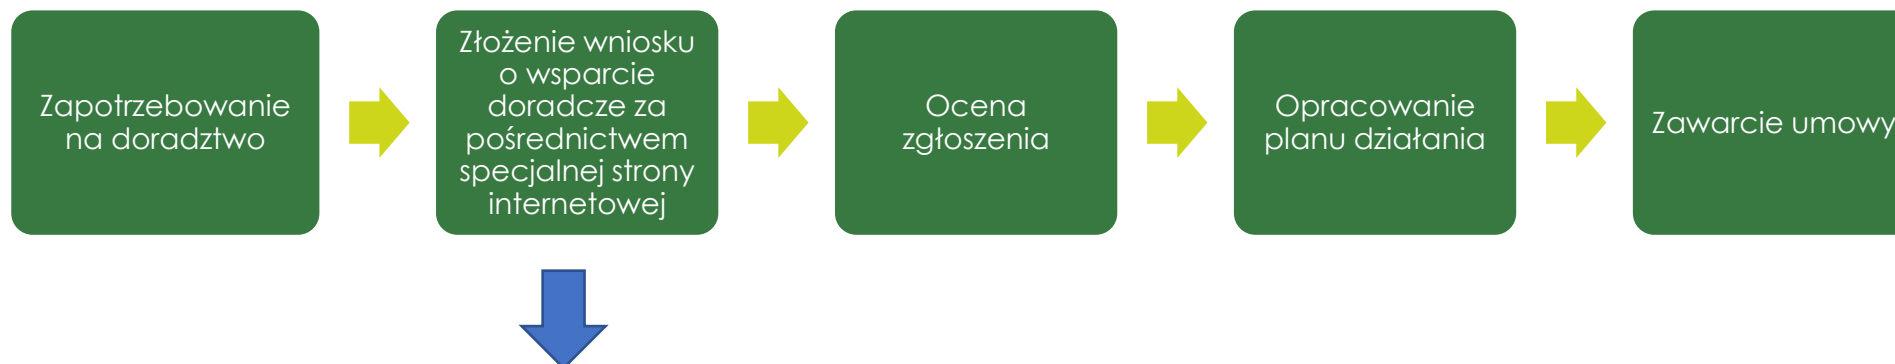 Zapotrzebowanie
na doradztwo
Złożenie wniosku
o wsparcie
doradcze za
pośrednictwem
specjalnej strony
internetowej
Ocena
zgłoszenia
Opracowanie
planu działania
Zawarcie umowy